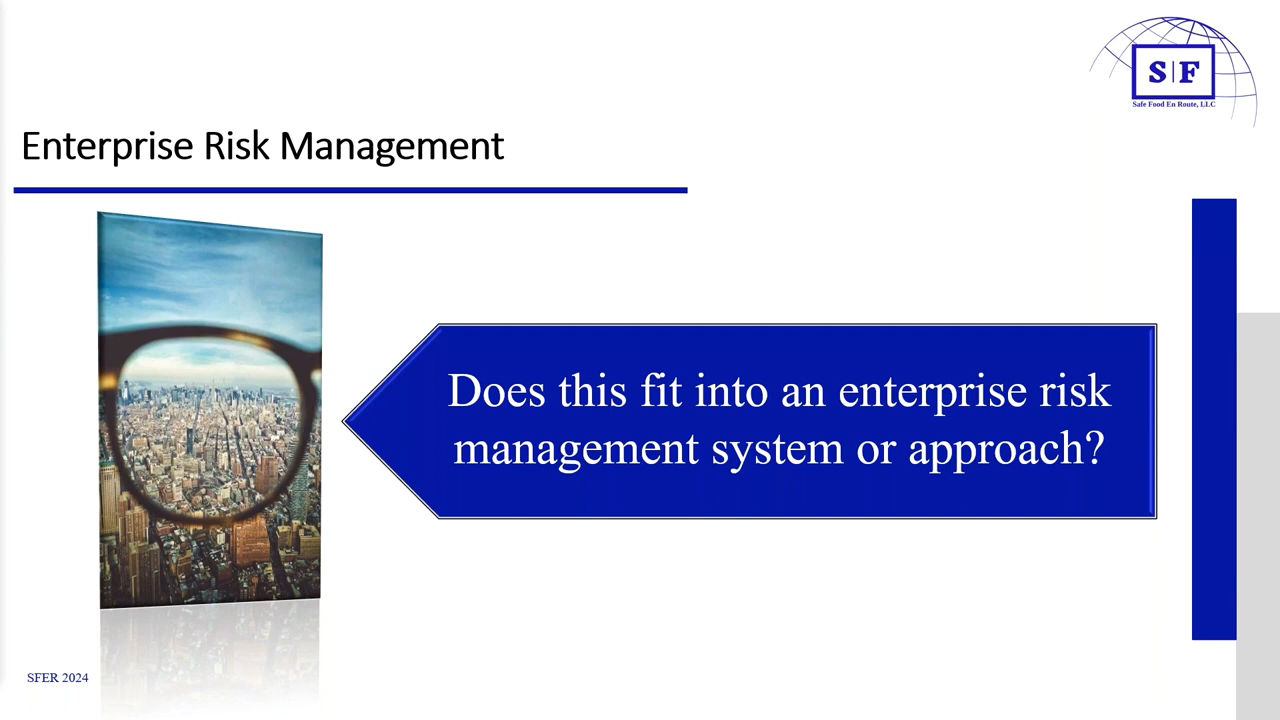 S|F
Safe Food En Route, LLC
Enterprise Risk Management
Does this fit into an enterprise risk
management system or approach?
SFER 2024